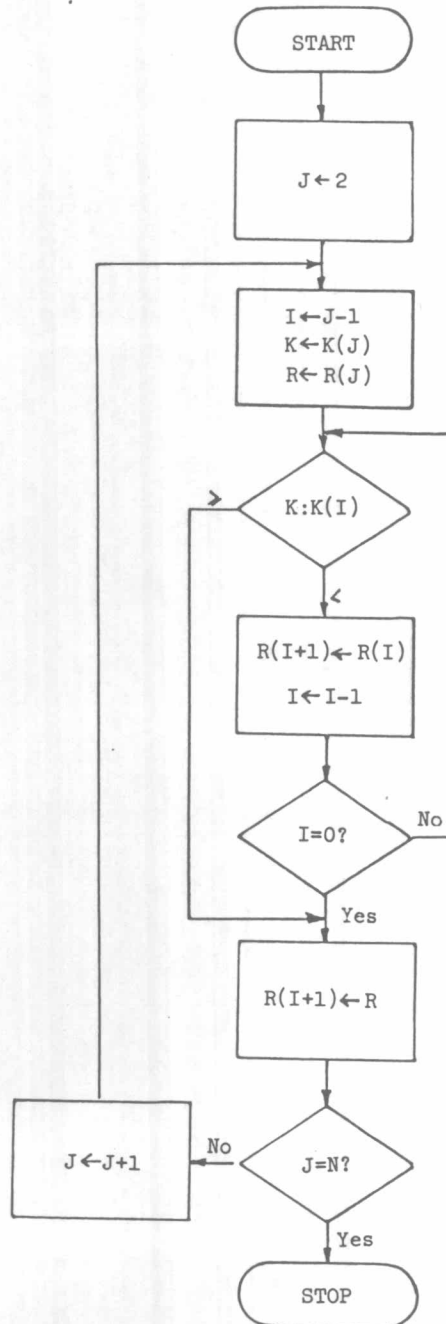 START
J ← 2
I ← J-1
K ← K(J)
R ← R(J)
K:K(I)
>
<
R(I+1) ← R(I)
I ← I-1
I=0?
No
Yes
R(I+1) ← R
J=N?
No
J ← J+1
Yes
STOP